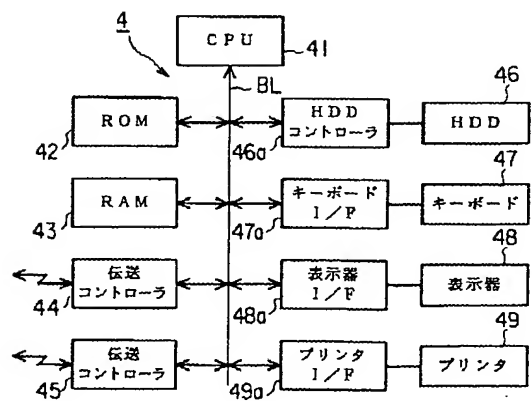 4
CPU
41
BL
ROM
42
HDD
コントローラ
46a
HDD
46
RAM
43
キーボード
I/F
47a
キーボード
47
伝送
コントローラ
44
表示器
I/F
48a
表示器
48
伝送
コントローラ
45
プリンタ
I/F
49a
プリンタ
49